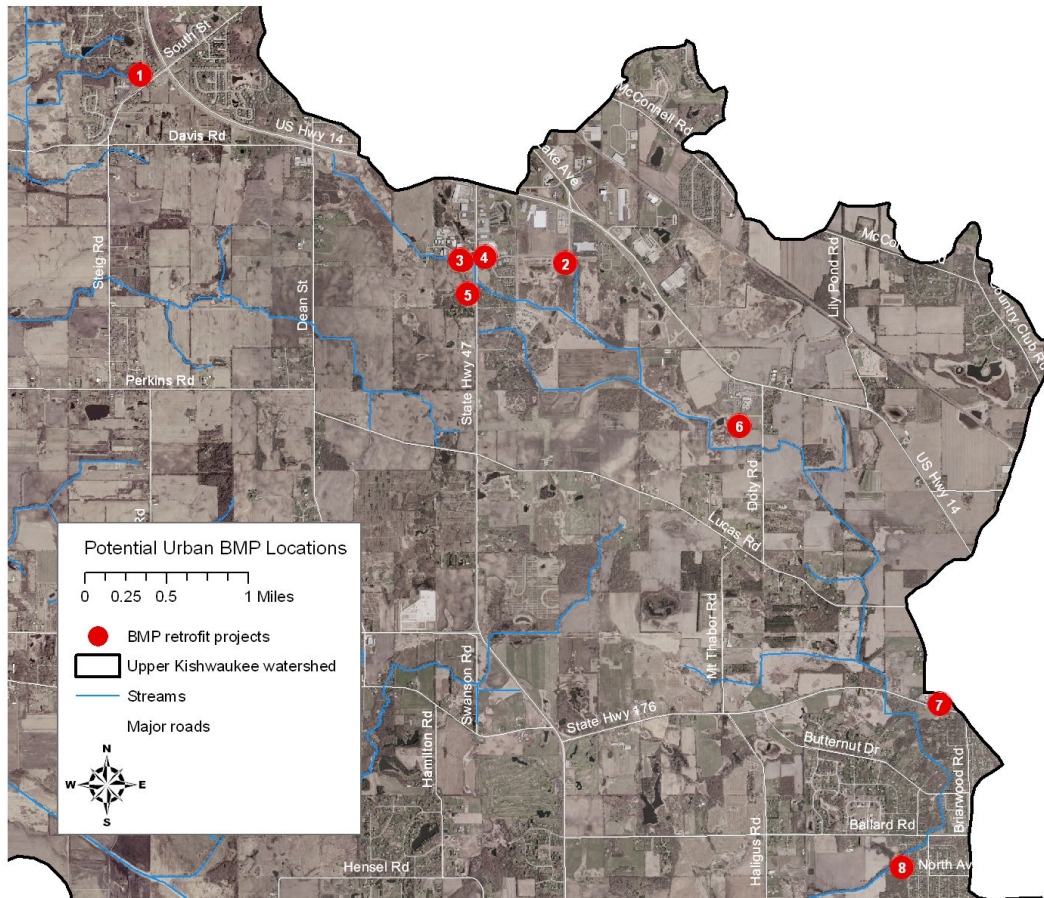 South St
1
McConnell Rd
US Hwy 14
Davis Rd
Lake Ave
McConnell Rd
Lily Pond Rd
Country Club Rd
Steig Rd
Dean St
3
4
2
5
State Hwy 47
Perkins Rd
6
Doty Rd
US Hwy 14
Lucas Rd
Rd
Potential Urban BMP Locations
0 0.25 0.5 1 Miles
BMP retrofit projects
Upper Kishwaukee watershed
Streams
Major roads
N
W E
S
Mt Thabor Rd
Swanson Rd
State Hwy 176
7
Hamilton Rd
Butternut Dr
Briarwood Rd
Ballard Rd
Haligus Rd
Hensel Rd
8
North Av